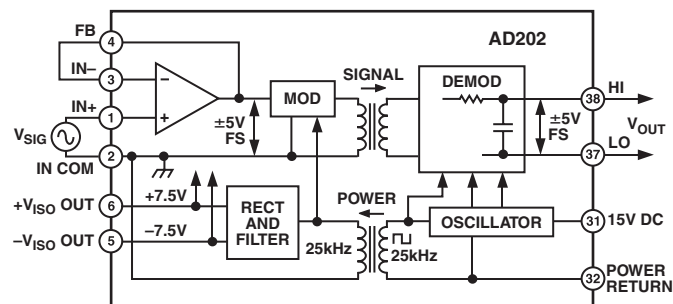 FB
4
AD202
IN–
3
SIGNAL
DEMOD
IN+
1
–
+
MOD
38
HI
±5V
FS
±5V
FS
VSIG
VOUT
2
37
LO
IN COM
+VISO OUT
6
+7.5V
RECT
AND
FILTER
POWER
OSCILLATOR
31
15V DC
–VISO OUT
5
–7.5V
25kHz
25kHz
32
POWER
RETURN